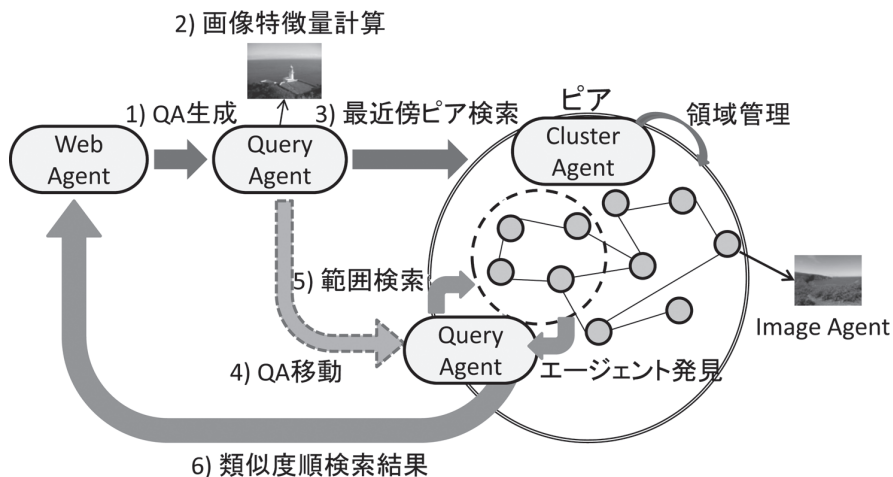 2) 画像特徴量計算
1) QA生成
3) 最近傍ピア検索
ピア
領域管理
Web
Agent
Query
Agent
Cluster
Agent
5) 範囲検索
Image Agent
Query
Agent
4) QA移動
エージェント発見
6) 類似度順検索結果